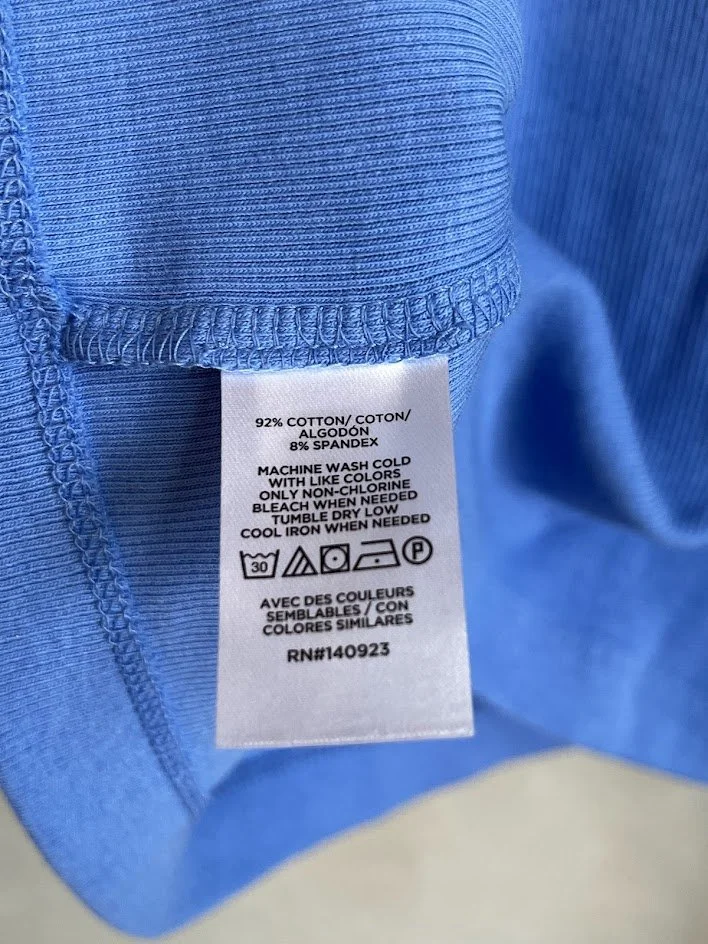 92% COTTON/ COTON/
ALGODÓN
8% SPANDEX
MACHINE WASH COLD
WITH LIKE COLORS
ONLY NON-CHLORINE
BLEACH WHEN NEEDED
TUMBLE DRY LOW
COOL IRON WHEN NEEDED
30 P
AVEC DES COULEURS
SEMBLABLES / CON
COLORES SIMILARES
RN#140923